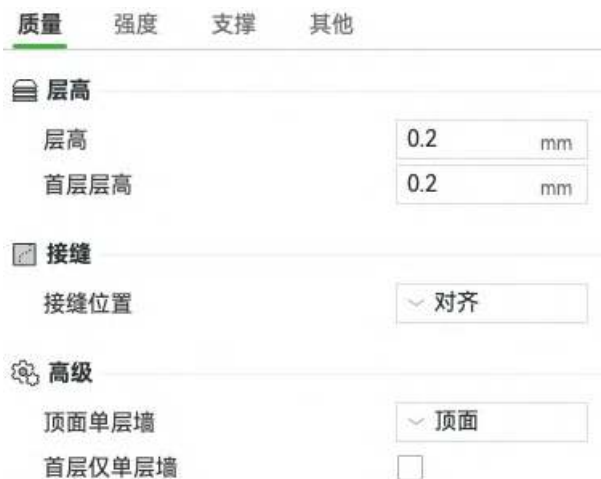 质量 强度 支撑 其他
层高
层高 0.2 mm
首层层高 0.2 mm
接缝
接缝位置 对齐
高级
顶面单层墙 顶面
首层仅单层墙